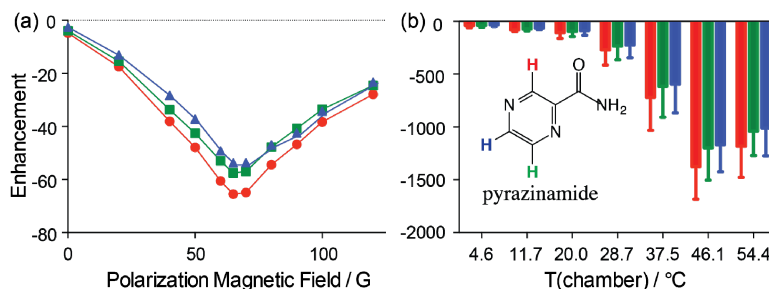 (a)
0
-20
-40
-60
-80
Enhancement
0
50
100
Polarization Magnetic Field / G
(b)
0
-500
-1000
-1500
-2000
H
O
N
NH2
N
H
H
pyrazinamide
4.6 11.7 20.0 28.7 37.5 46.1 54.4
T(chamber) / °C